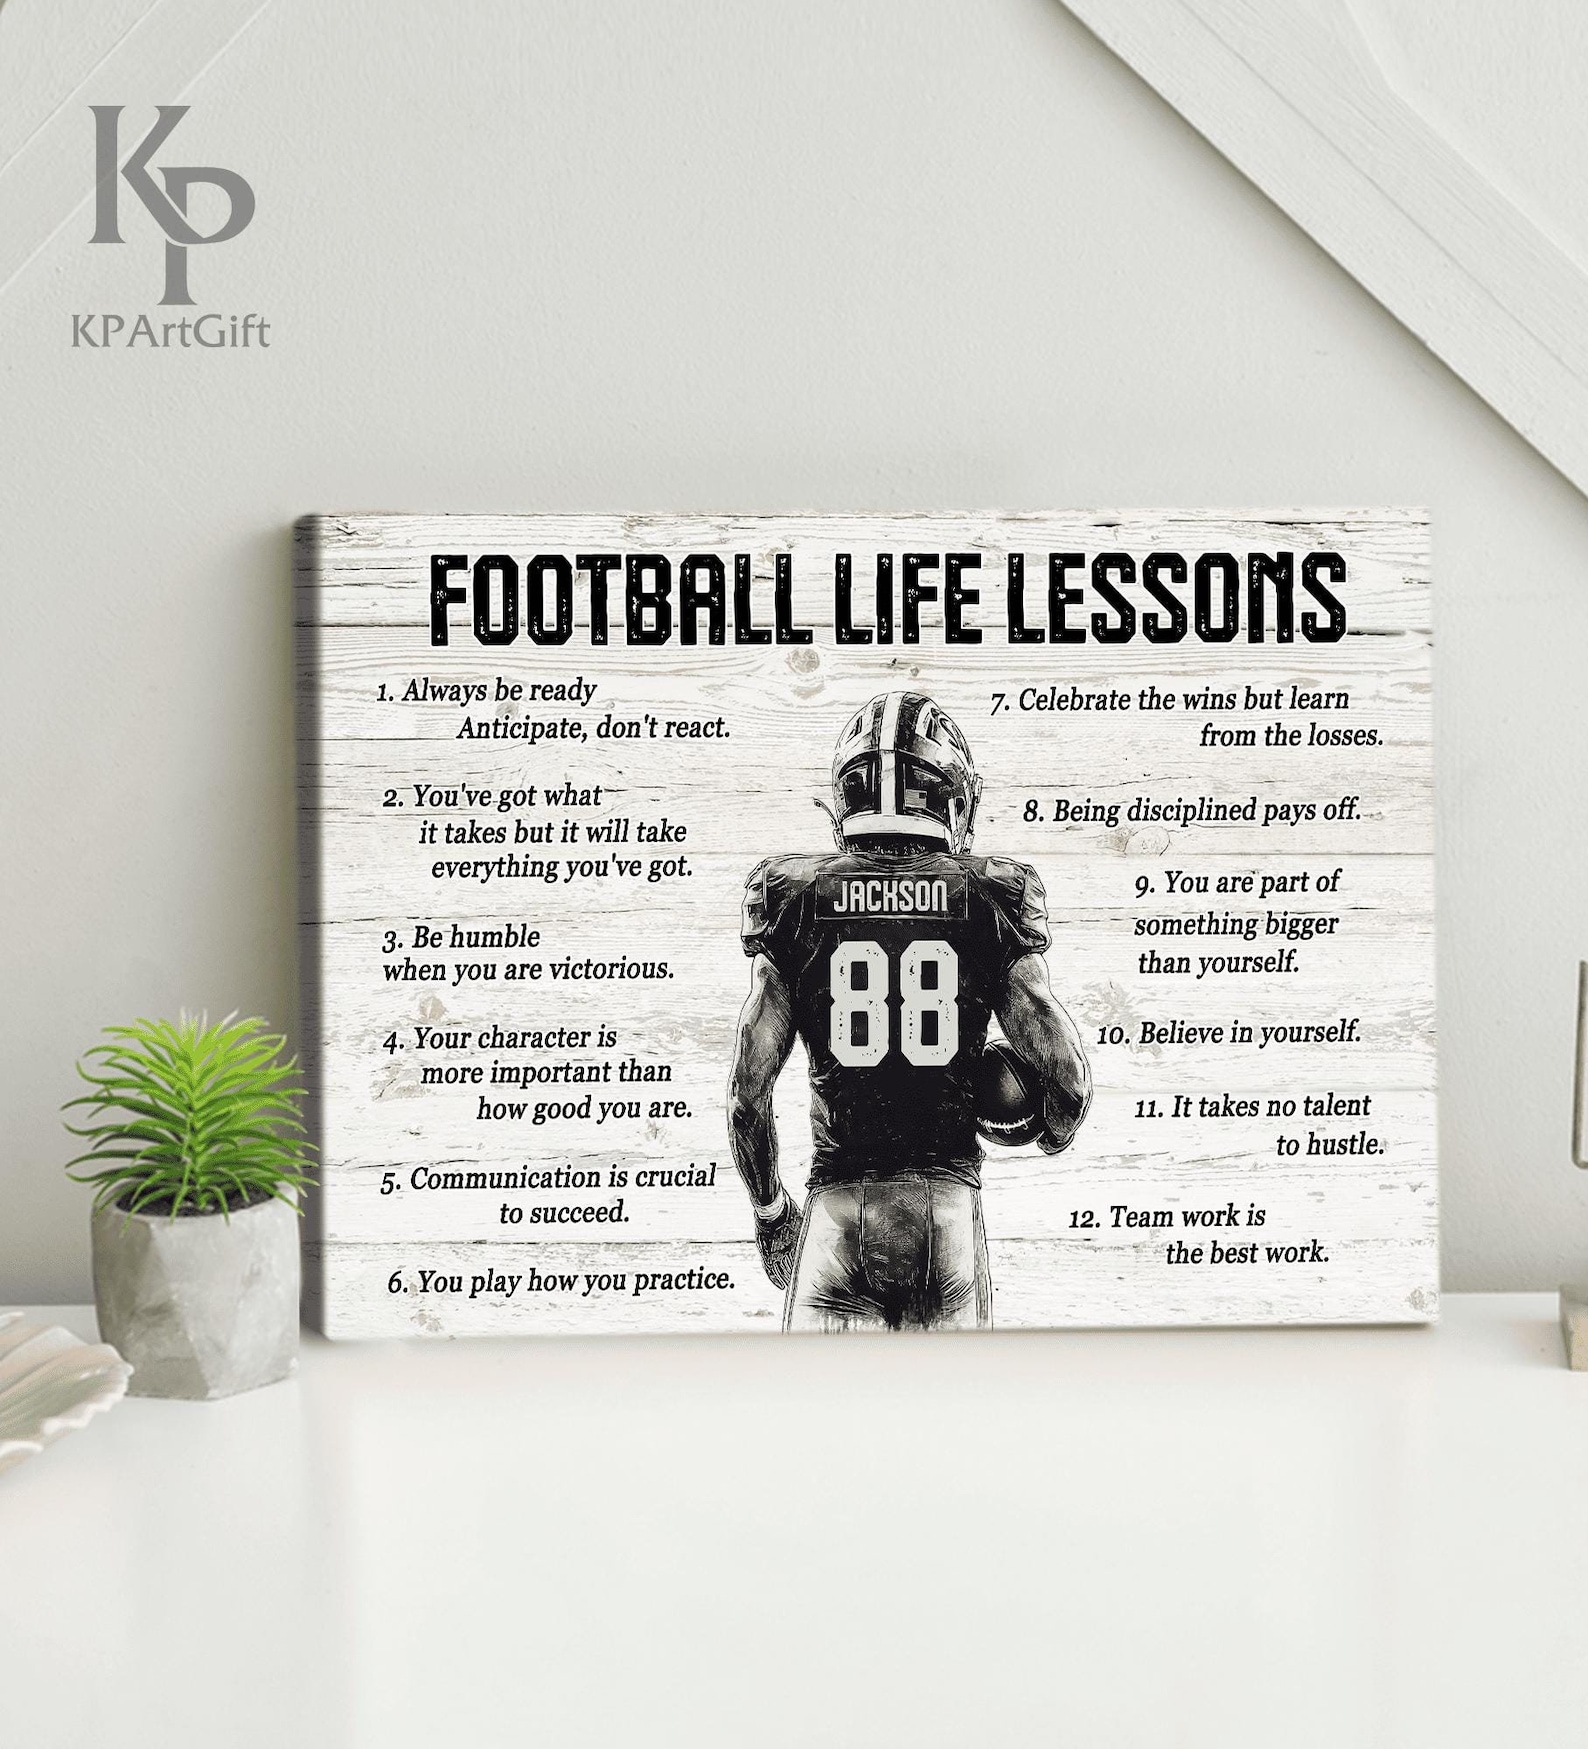 KP
KPArtGift
FOOTBALL LIFE LESSONS
1. Always be ready
Anticipate, don't react.
2. You've got what
it takes but it will take
everything you've got.
3. Be humble
when you are victorious.
4. Your character is
more important than
how good you are.
5. Communication is crucial
to succeed.
6. You play how you practice.
7. Celebrate the wins but learn
from the losses.
8. Being disciplined pays off.
9. You are part of
something bigger
than yourself.
10. Believe in yourself.
11. It takes no talent
to hustle.
12. Team work is
the best work.
JACKSON
88